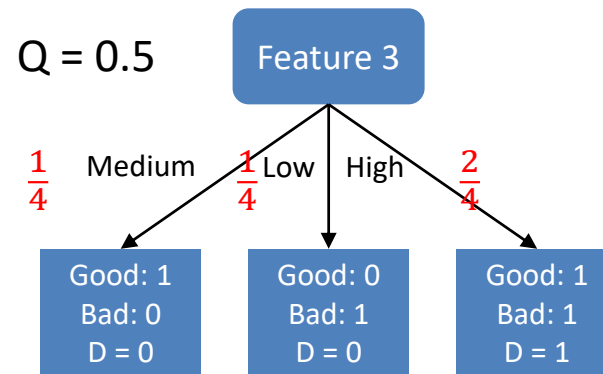 Q = 0.5
Feature 3
1/4
Medium
1/4
Low
High
2/4
Good: 1
Bad: 0
D = 0
Good: 0
Bad: 1
D = 0
Good: 1
Bad: 1
D = 1